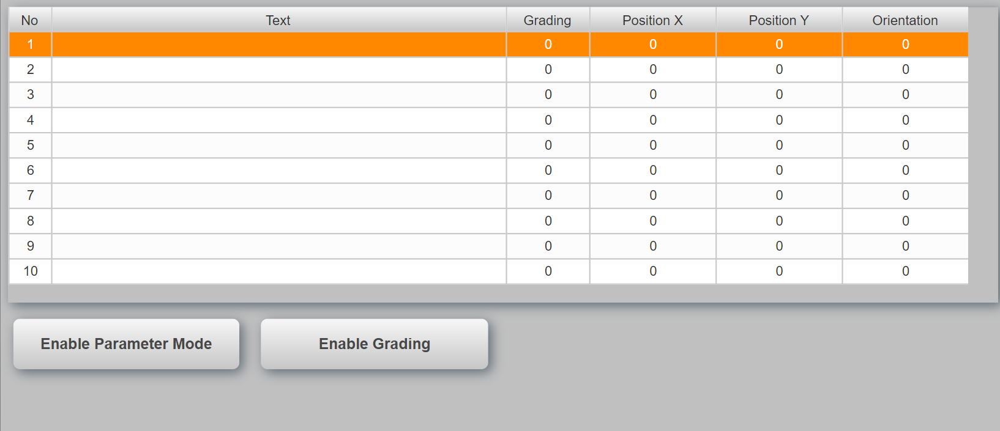 No Text Grading Position X Position Y Orientation
1 0 0 0 0
2 0 0 0 0
3 0 0 0 0
4 0 0 0 0
5 0 0 0 0
6 0 0 0 0
7 0 0 0 0
8 0 0 0 0
9 0 0 0 0
10 0 0 0 0
Enable Parameter Mode Enable Grading